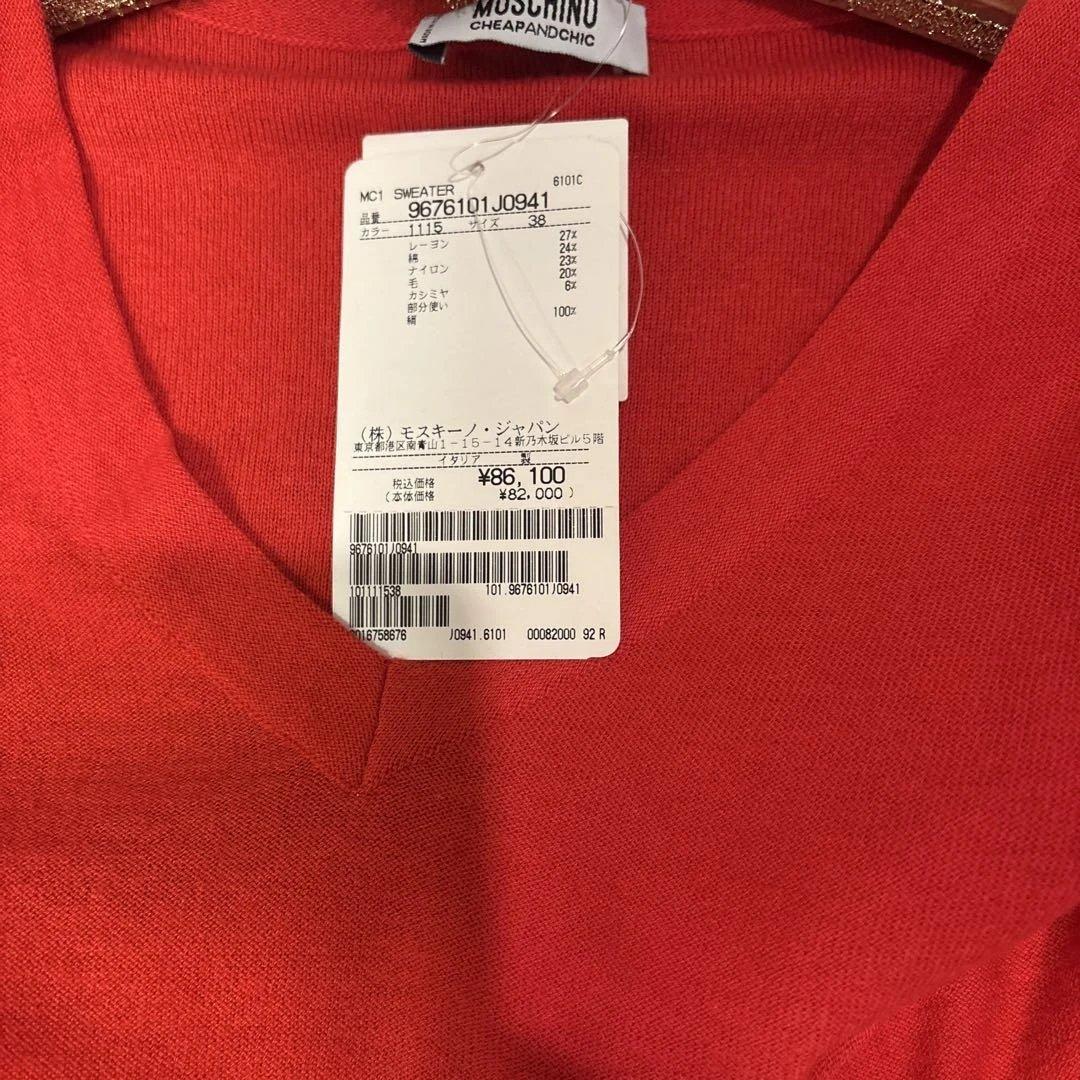 MOSCHINO
CHEAPANDCHIC
MC1 SWEATER 6101C
品番 9676101J0941
カラー 1115 サイズ 38
レーヨン 27%
綿 24%
ナイロン 23%
毛 20%
カシミヤ 6%
部分使い
絹 100%
(株)モスキーノ・ジャパン
東京都港区南青山1-15-14新乃木坂ビル5階
イタリア 製
税込価格 ¥86,100
(本体価格 ¥82,000)
9676101J0941
101111538 101.9676101J0941
0016758676 J0941.6101 00082000 92 R